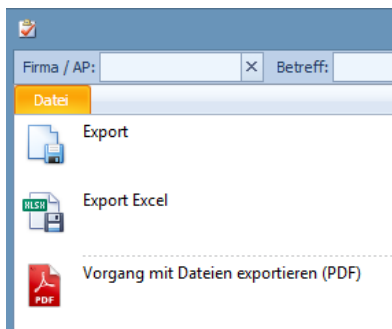 Firma / AP: Betreff:
Datei
Export
XLSX
Export Excel
Vorgang mit Dateien exportieren (PDF)
PDF